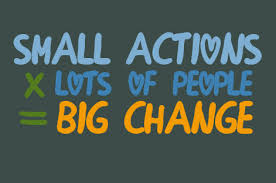 SMALL ACTIONS
x LOTS OF PEOPLE
= BIG CHANGE